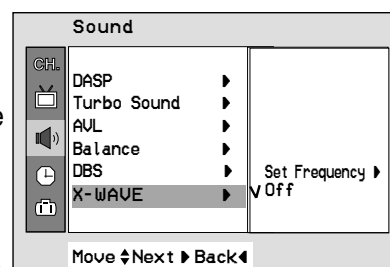 Sound
CH.
DASP ▶
Turbo Sound ▶
AVL ▶
Balance ▶
DBS ▶
X-WAVE ▶
Set Frequency ▶
√ Off
Move ⬍ Next ▶ Back ◀
e